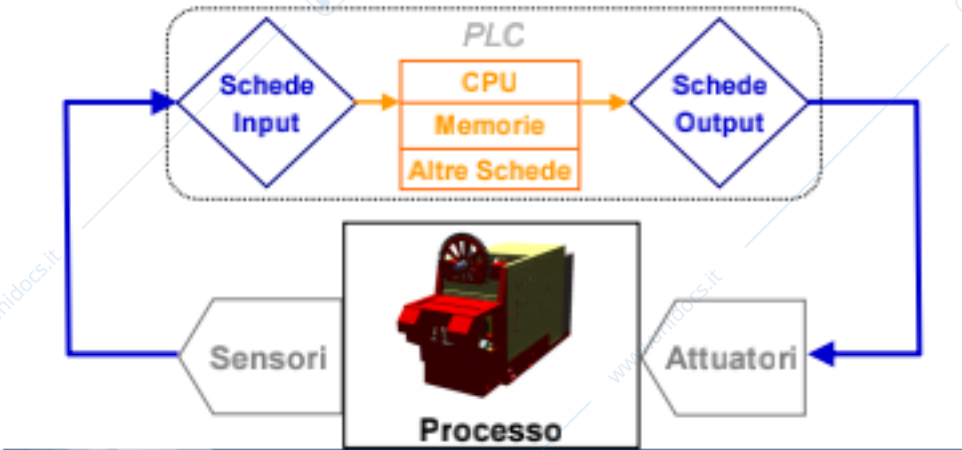 PLC
Schede
Input
CPU
Memorie
Altre Schede
Schede
Output
Sensori
Processo
Attuatori